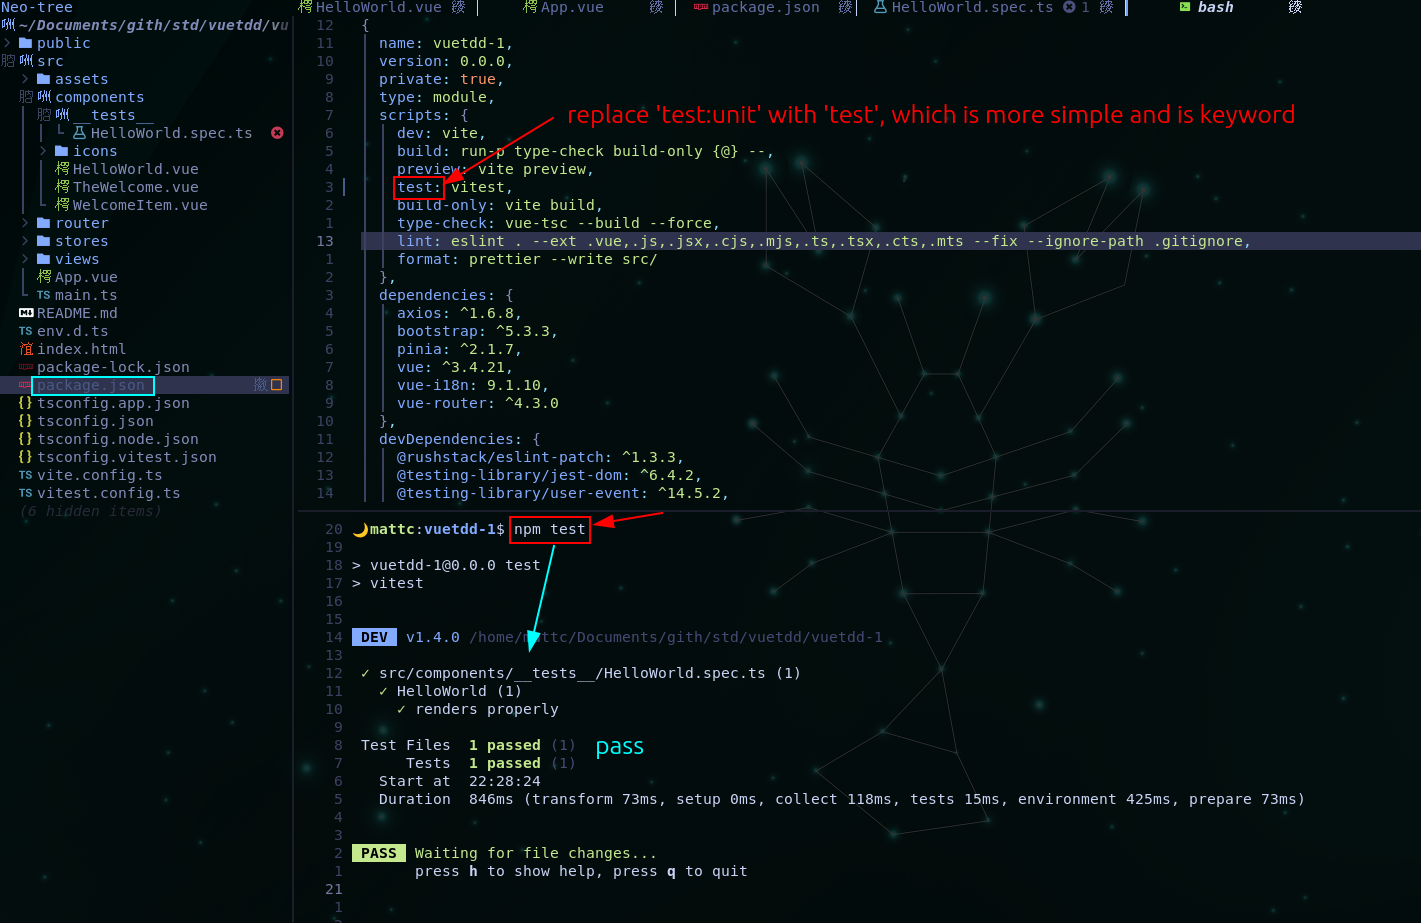 Neo-tree
~/Documents/gith/std/vuetdd/vu
public
src
assets
components
__tests__
HelloWorld.spec.ts
icons
HelloWorld.vue
TheWelcome.vue
WelcomeItem.vue
router
stores
views
App.vue
TS main.ts
README.md
TS env.d.ts
index.html
package-lock.json
package.json
{} tsconfig.app.json
{} tsconfig.json
{} tsconfig.node.json
{} tsconfig.vitest.json
TS vite.config.ts
TS vitest.config.ts
(6 hidden items)
HelloWorld.vue App.vue package.json HelloWorld.spec.ts 1 bash
12 {
11 name: vuetdd-1,
10 version: 0.0.0,
9 private: true,
8 type: module,
7 scripts: {
replace 'test:unit' with 'test', which is more simple and is keyword
6 dev: vite,
5 build: run-p type-check build-only {@} --,
4 preview: vite preview,
3 test: vitest,
2 build-only: vite build,
1 type-check: vue-tsc --build --force,
13 lint: eslint . --ext .vue,.js,.jsx,.cjs,.mjs,.ts,.tsx,.cts,.mts --fix --ignore-path .gitignore,
1 format: prettier --write src/
2 },
3 dependencies: {
4 axios: ^1.6.8,
5 bootstrap: ^5.3.3,
6 pinia: ^2.1.7,
7 vue: ^3.4.21,
8 vue-i18n: 9.1.10,
9 vue-router: ^4.3.0
10 },
11 devDependencies: {
12 @rushstack/eslint-patch: ^1.3.3,
13 @testing-library/jest-dom: ^6.4.2,
14 @testing-library/user-event: ^14.5.2,
20 🌙mattc:vuetdd-1$ npm test
19
18 > vuetdd-1@0.0.0 test
17 > vitest
16
15
14 DEV v1.4.0 /home/mattc/Documents/gith/std/vuetdd/vuetdd-1
13
12 ✓ src/components/__tests__/HelloWorld.spec.ts (1)
11 ✓ HelloWorld (1)
10 ✓ renders properly
9
8 Test Files 1 passed (1)
pass
7 Tests 1 passed (1)
6 Start at 22:28:24
5 Duration 846ms (transform 73ms, setup 0ms, collect 118ms, tests 15ms, environment 425ms, prepare 73ms)
4
3
2 PASS Waiting for file changes...
1 press h to show help, press q to quit
21
1